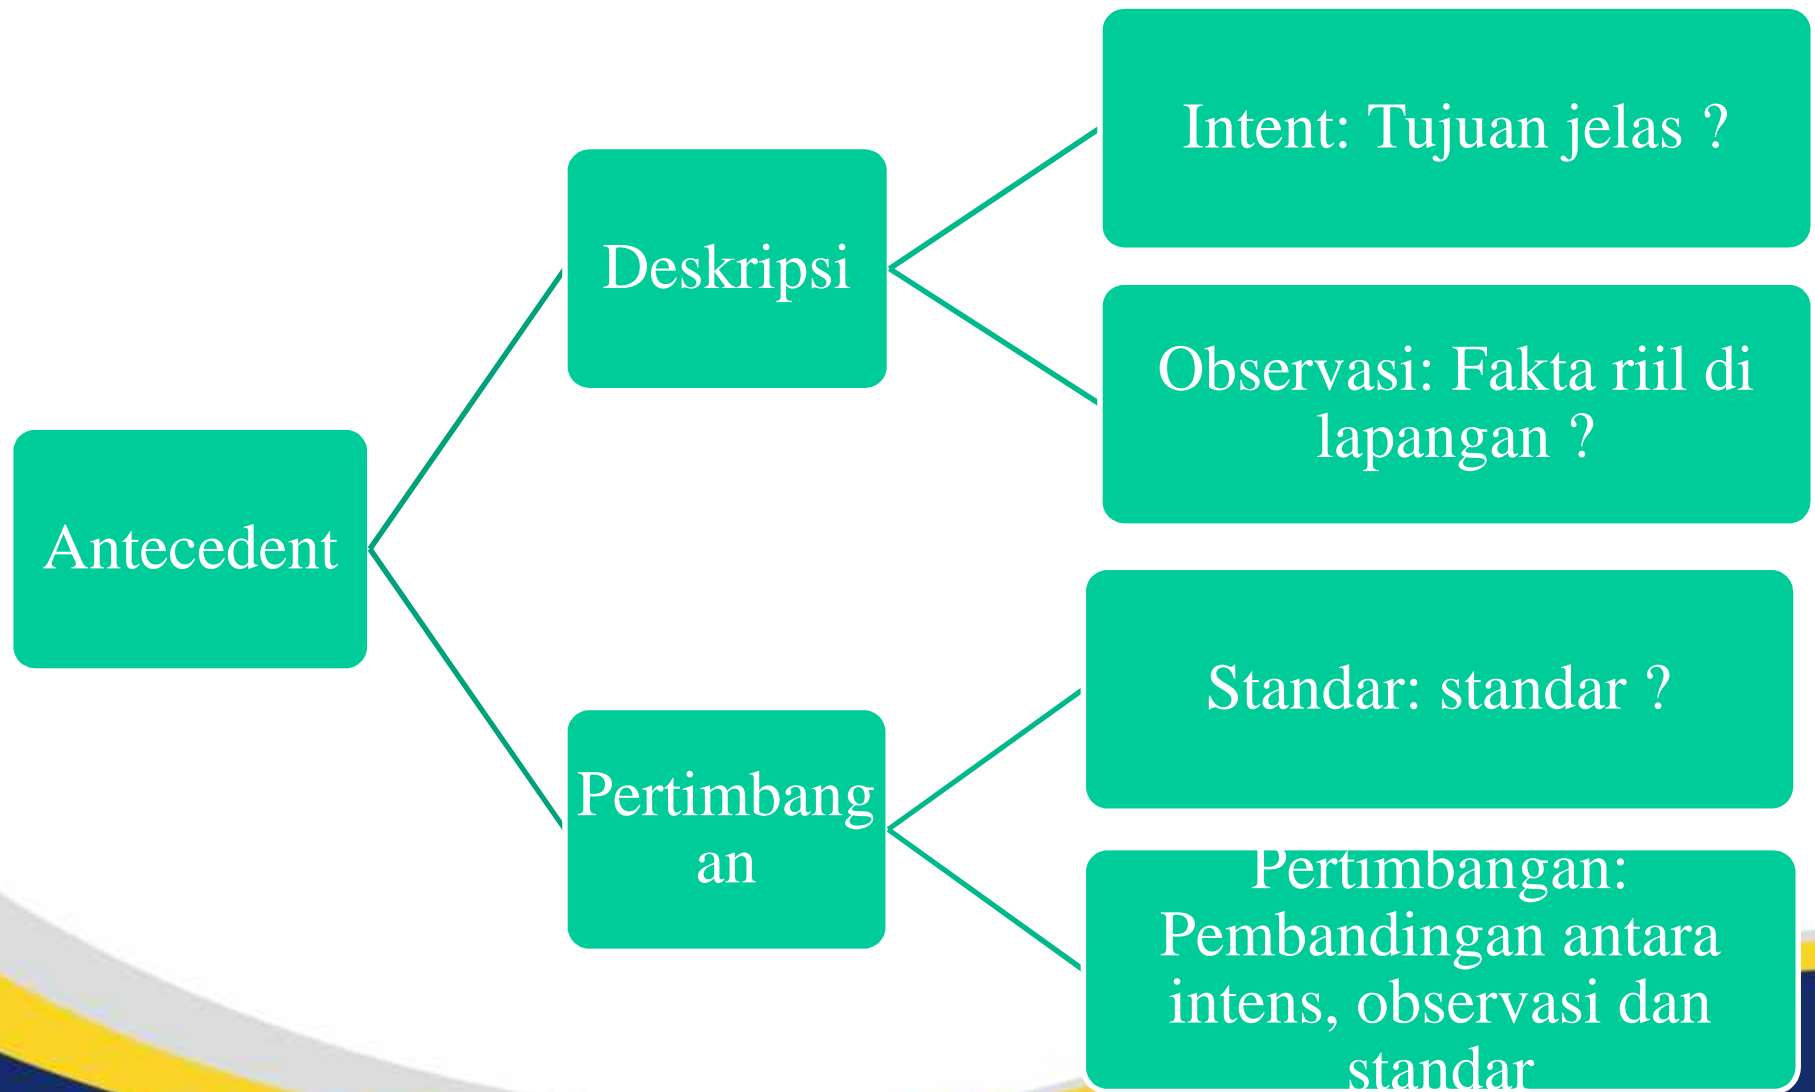 Antecedent
Deskripsi
Intent: Tujuan jelas ?
Observasi: Fakta riil di
lapangan ?
Pertimbang
an
Standar: standar ?
Pertimbangan:
Pembandingan antara
intens, observasi dan
standar